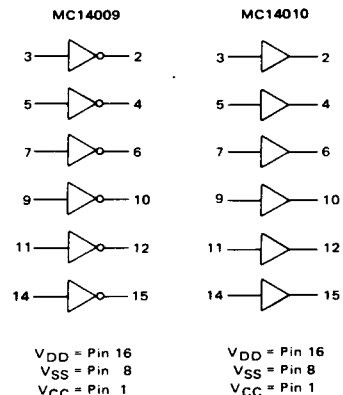 MC14009 MC14010
3 2 3 2
5 4 5 4
7 6 7 6
9 10 9 10
11 12 11 12
14 15 14 15
VDD = Pin 16 VDD = Pin 16
VSS = Pin 8 VSS = Pin 8
VCC = Pin 1 VCC = Pin 1